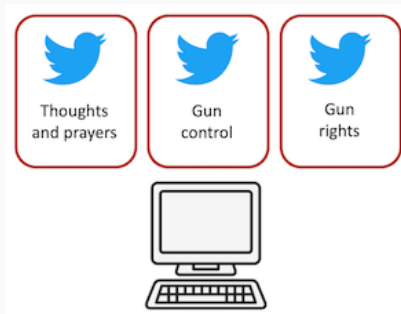 Thoughts
and prayers
Gun
control
Gun
rights